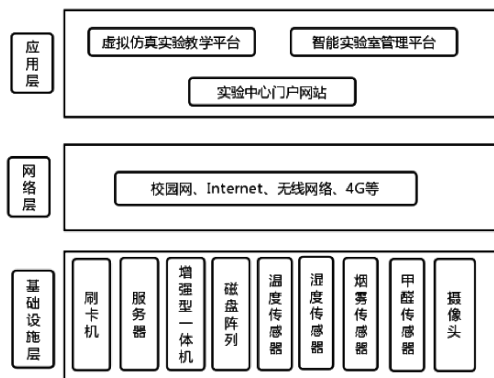 应用层
虚拟仿真实验教学平台
智能实验室管理平台
实验中心门户网站
网络层
校园网、Internet、无线网络、4G等
基础设施层
刷卡机
服务器
增强型一体机
磁盘阵列
温度传感器
湿度传感器
烟雾传感器
甲醛传感器
摄像头